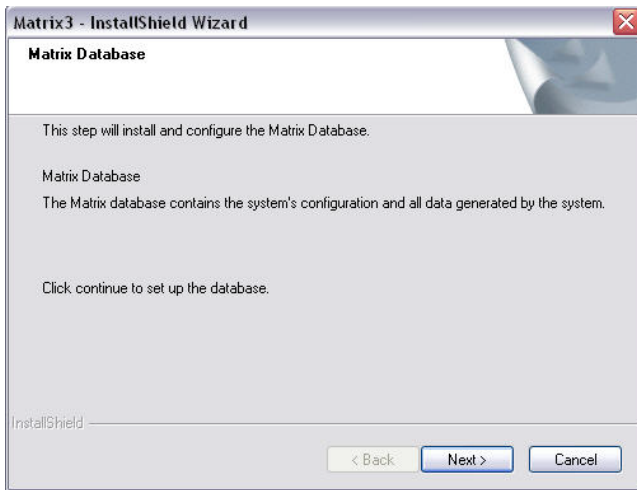 Matrix3 - InstallShield Wizard
Matrix Database
This step will install and configure the Matrix Database.
Matrix Database
The Matrix database contains the system's configuration and all data generated by the system.
Click continue to set up the database.
InstallShield
< Back Next > Cancel